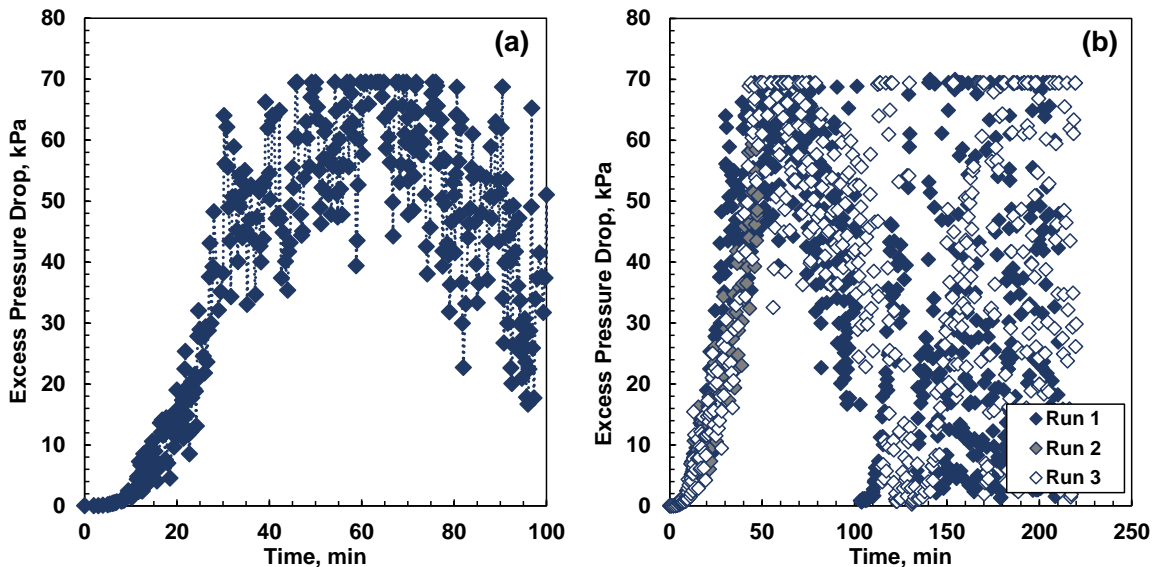 (a)
Excess Pressure Drop, kPa
80
70
60
50
40
30
20
10
0
0 20 40 60 80 100
Time, min
(b)
Excess Pressure Drop, kPa
80
70
60
50
40
30
20
10
0
Run 1
Run 2
Run 3
0 50 100 150 200 250
Time, min